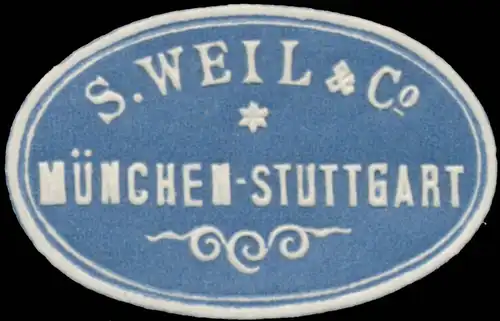 S. WEIL & Co
MÜNCHEN-STUTTGART